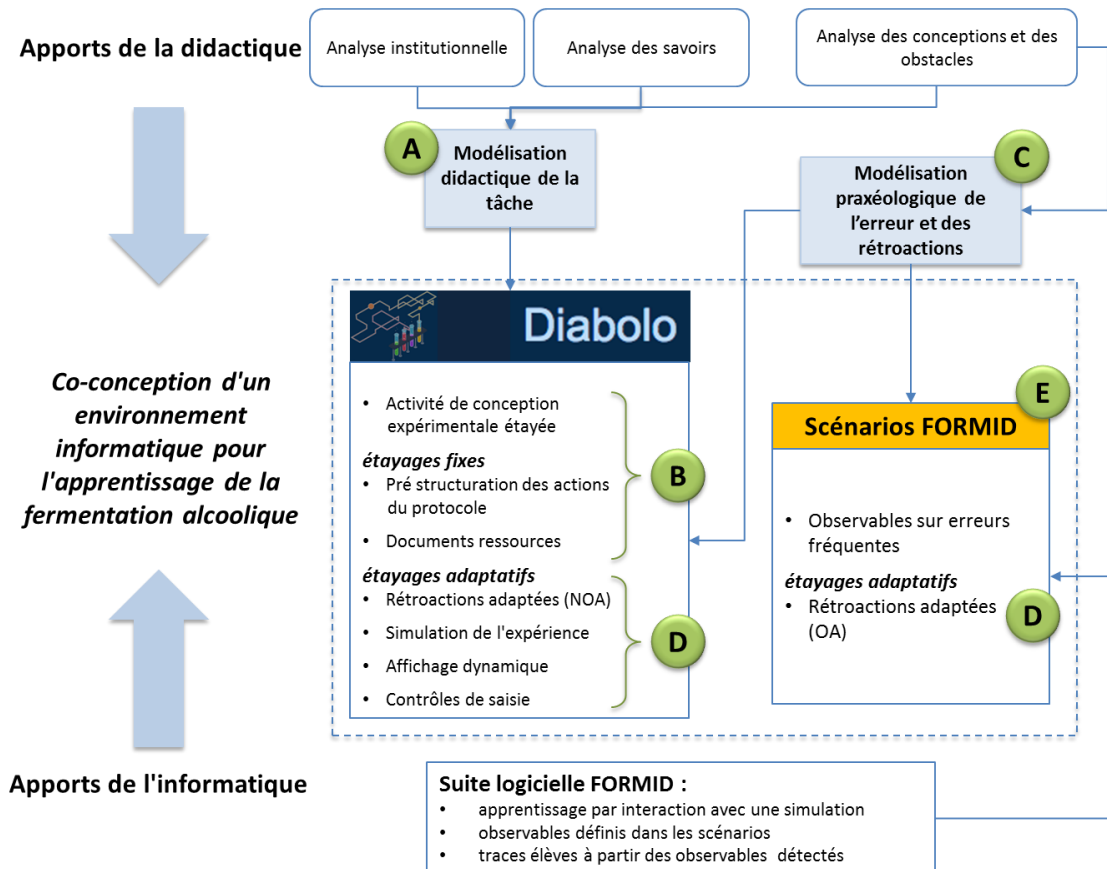 Apports de la didactique
Analyse institutionnelle
Analyse des savoirs
Analyse des conceptions et des
obstacles
A
Modélisation
didactique de la
tâche
C
Modélisation
praxéologique de
l'erreur et des
rétroactions
Co-conception d'un
environnement
informatique pour
l'apprentissage de la
fermentation alcoolique
Diabolo
• Activité de conception
expérimentale étayée
étayages fixes
• Pré structuration des actions
du protocole
• Documents ressources
B
étayages adaptatifs
• Rétroactions adaptées (NOA)
• Simulation de l'expérience
• Affichage dynamique
• Contrôles de saisie
D
E
Scénarios FORMID
• Observables sur erreurs
fréquentes
étayages adaptatifs
• Rétroactions adaptées
(OA)
D
Apports de l'informatique
Suite logicielle FORMID :
• apprentissage par interaction avec une simulation
• observables définis dans les scénarios
• traces élèves à partir des observables détectés